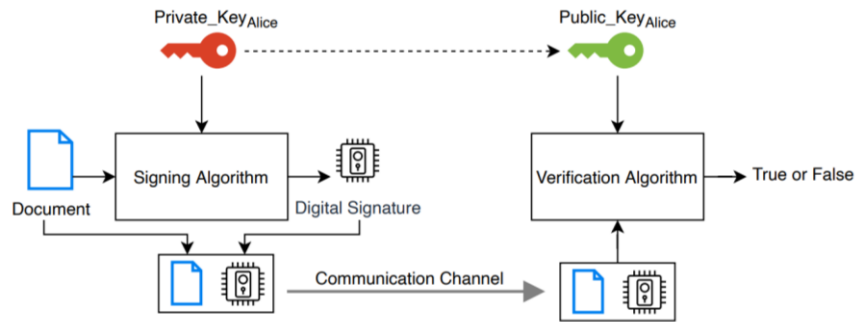 Private_KeyAlice
Public_KeyAlice
Signing Algorithm
Verification Algorithm
True or False
Document
Digital Signature
Communication Channel